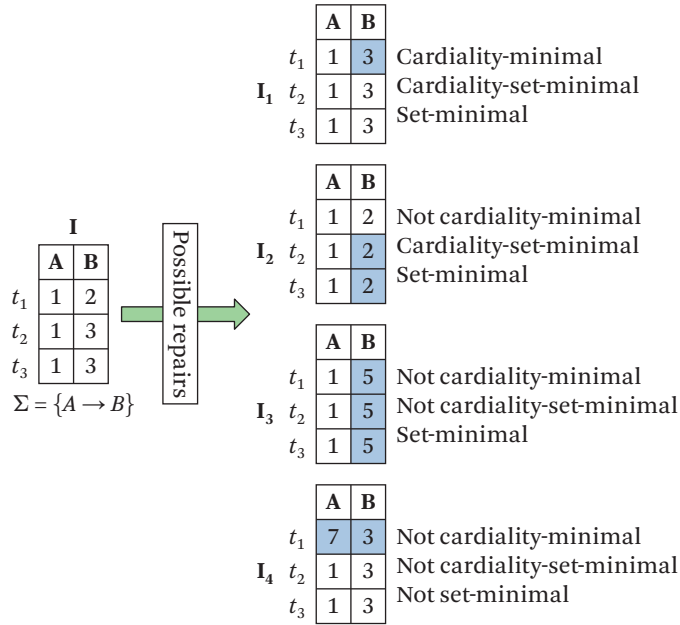 I
A B
t1 1 2
t2 1 3
t3 1 3
Σ = {A → B}
Possible repairs
I1
A B
t1 1 3 Cardiality-minimal
t2 1 3 Cardiality-set-minimal
t3 1 3 Set-minimal
I2
A B
t1 1 2 Not cardiality-minimal
t2 1 2 Cardiality-set-minimal
t3 1 2 Set-minimal
I3
A B
t1 1 5 Not cardiality-minimal
t2 1 5 Not cardiality-set-minimal
t3 1 5 Set-minimal
I4
A B
t1 7 3 Not cardiality-minimal
t2 1 3 Not cardiality-set-minimal
t3 1 3 Not set-minimal